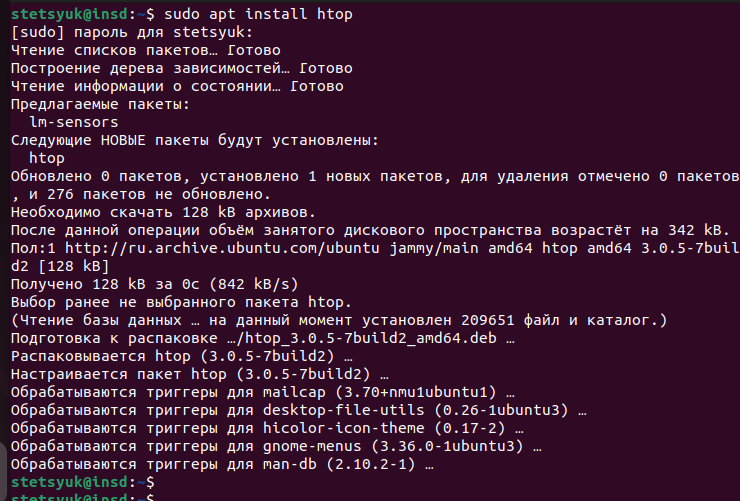 stetsyuk@insd:~$ sudo apt install htop
[sudo] пароль для stetsyuk:
Чтение списков пакетов… Готово
Построение дерева зависимостей… Готово
Чтение информации о состоянии… Готово
Предлагаемые пакеты:
  lm-sensors
Следующие НОВЫЕ пакеты будут установлены:
  htop
Обновлено 0 пакетов, установлено 1 новых пакетов, для удаления отмечено 0 пакетов
, и 276 пакетов не обновлено.
Необходимо скачать 128 kB архивов.
После данной операции объём занятого дискового пространства возрастёт на 342 kB.
Пол:1 http://ru.archive.ubuntu.com/ubuntu jammy/main amd64 htop amd64 3.0.5-7buil
d2 [128 kB]
Получено 128 kB за 0с (842 kB/s)
Выбор ранее не выбранного пакета htop.
(Чтение базы данных … на данный момент установлен 209651 файл и каталог.)
Подготовка к распаковке …/htop_3.0.5-7build2_amd64.deb …
Распаковывается htop (3.0.5-7build2) …
Настраивается пакет htop (3.0.5-7build2) …
Обрабатываются триггеры для mailcap (3.70+nmu1ubuntu1) …
Обрабатываются триггеры для desktop-file-utils (0.26-1ubuntu3) …
Обрабатываются триггеры для hicolor-icon-theme (0.17-2) …
Обрабатываются триггеры для gnome-menus (3.36.0-1ubuntu3) …
Обрабатываются триггеры для man-db (2.10.2-1) …
stetsyuk@insd:~$
stetsyuk@insd:~$